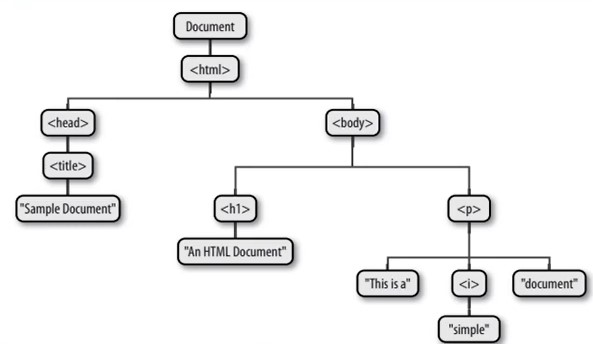 Document
<html>
<head>
<body>
<title>
"Sample Document"
<h1>
<p>
"An HTML Document"
"This is a"
<i>
"document"
"simple"